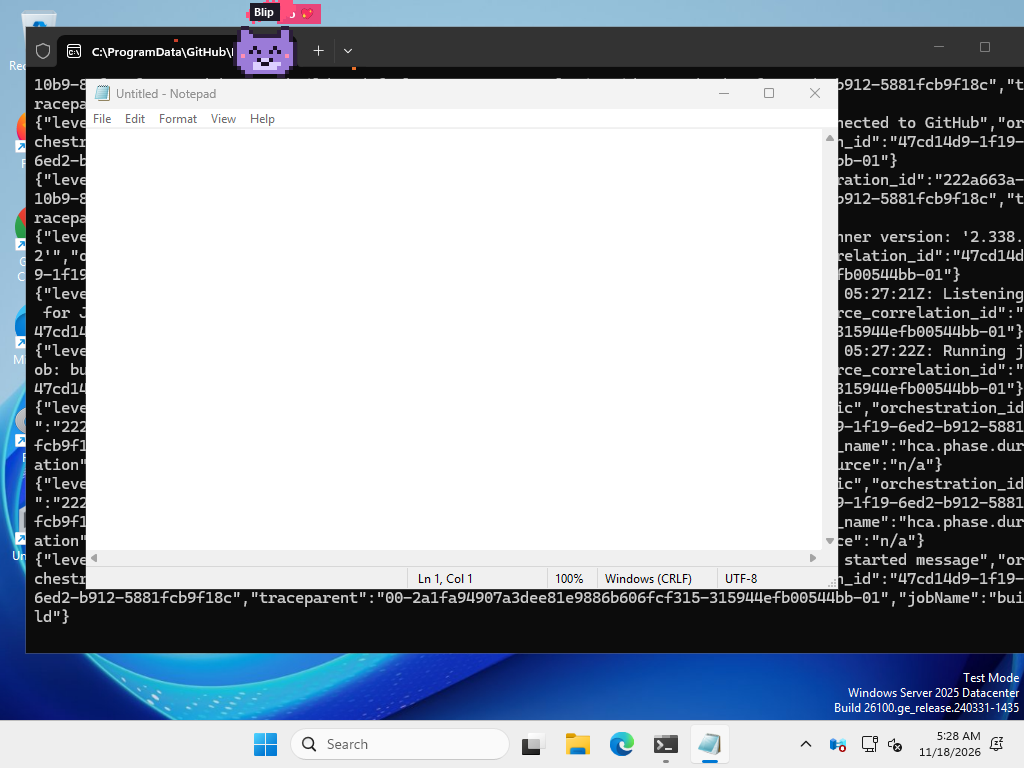 Blip
C:\ProgramData\GitHub\
Untitled - Notepad
File Edit Format View Help
Ln 1, Col 1
100%
Windows (CRLF)
UTF-8
10b9-8
b912-5881fcb9f18c","t
racepa
{"leve
nected to GitHub","or
chestr
n_id":"47cd14d9-1f19-
6ed2-b
bb-01"}
{"leve
ration_id":"222a663a-
10b9-8
b912-5881fcb9f18c","t
racepa
{"leve
nner version: '2.338.
2'","o
relation_id":"47cd14d
9-1f19
fb00544bb-01"}
{"leve
05:27:21Z: Listening
for J
rce_correlation_id":"
47cd14
315944efb00544bb-01"}
{"leve
05:27:22Z: Running j
ob: bu
rce_correlation_id":"
47cd14
315944efb00544bb-01"}
{"leve
ic","orchestration_id
":"222
9-1f19-6ed2-b912-5881
fcb9f1
_name":"hca.phase.dur
ation"
urce":"n/a"}
{"leve
ic","orchestration_id
":"222
9-1f19-6ed2-b912-5881
fcb9f1
_name":"hca.phase.dur
ation"
ce":"n/a"}
{"leve
started message","or
chestr
n_id":"47cd14d9-1f19-
6ed2-b912-5881fcb9f18c","traceparent":"00-2a1fa94907a3dee81e9886b606fcf315-315944efb00544bb-01","jobName":"bui
ld"}
Test Mode
Windows Server 2025 Datacenter
Build 26100.ge_release.240331-1435
Search
5:28 AM
11/18/2026